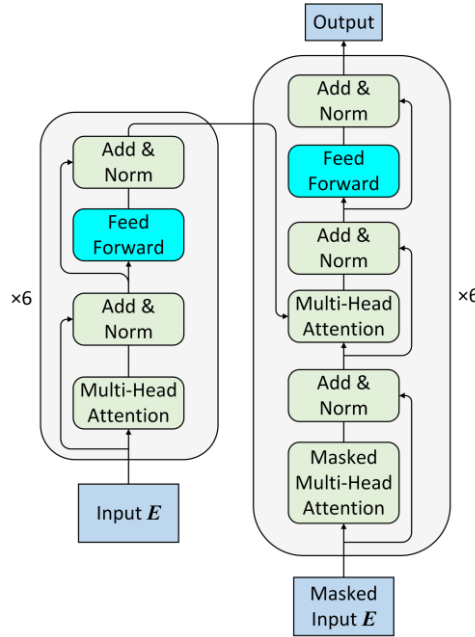 Output
Add &
Norm
Feed
Forward
Add &
Norm
Multi-Head
Attention
Add &
Norm
Masked
Multi-Head
Attention
Masked
Input E
×6
Add &
Norm
Feed
Forward
Add &
Norm
Multi-Head
Attention
Input E
×6